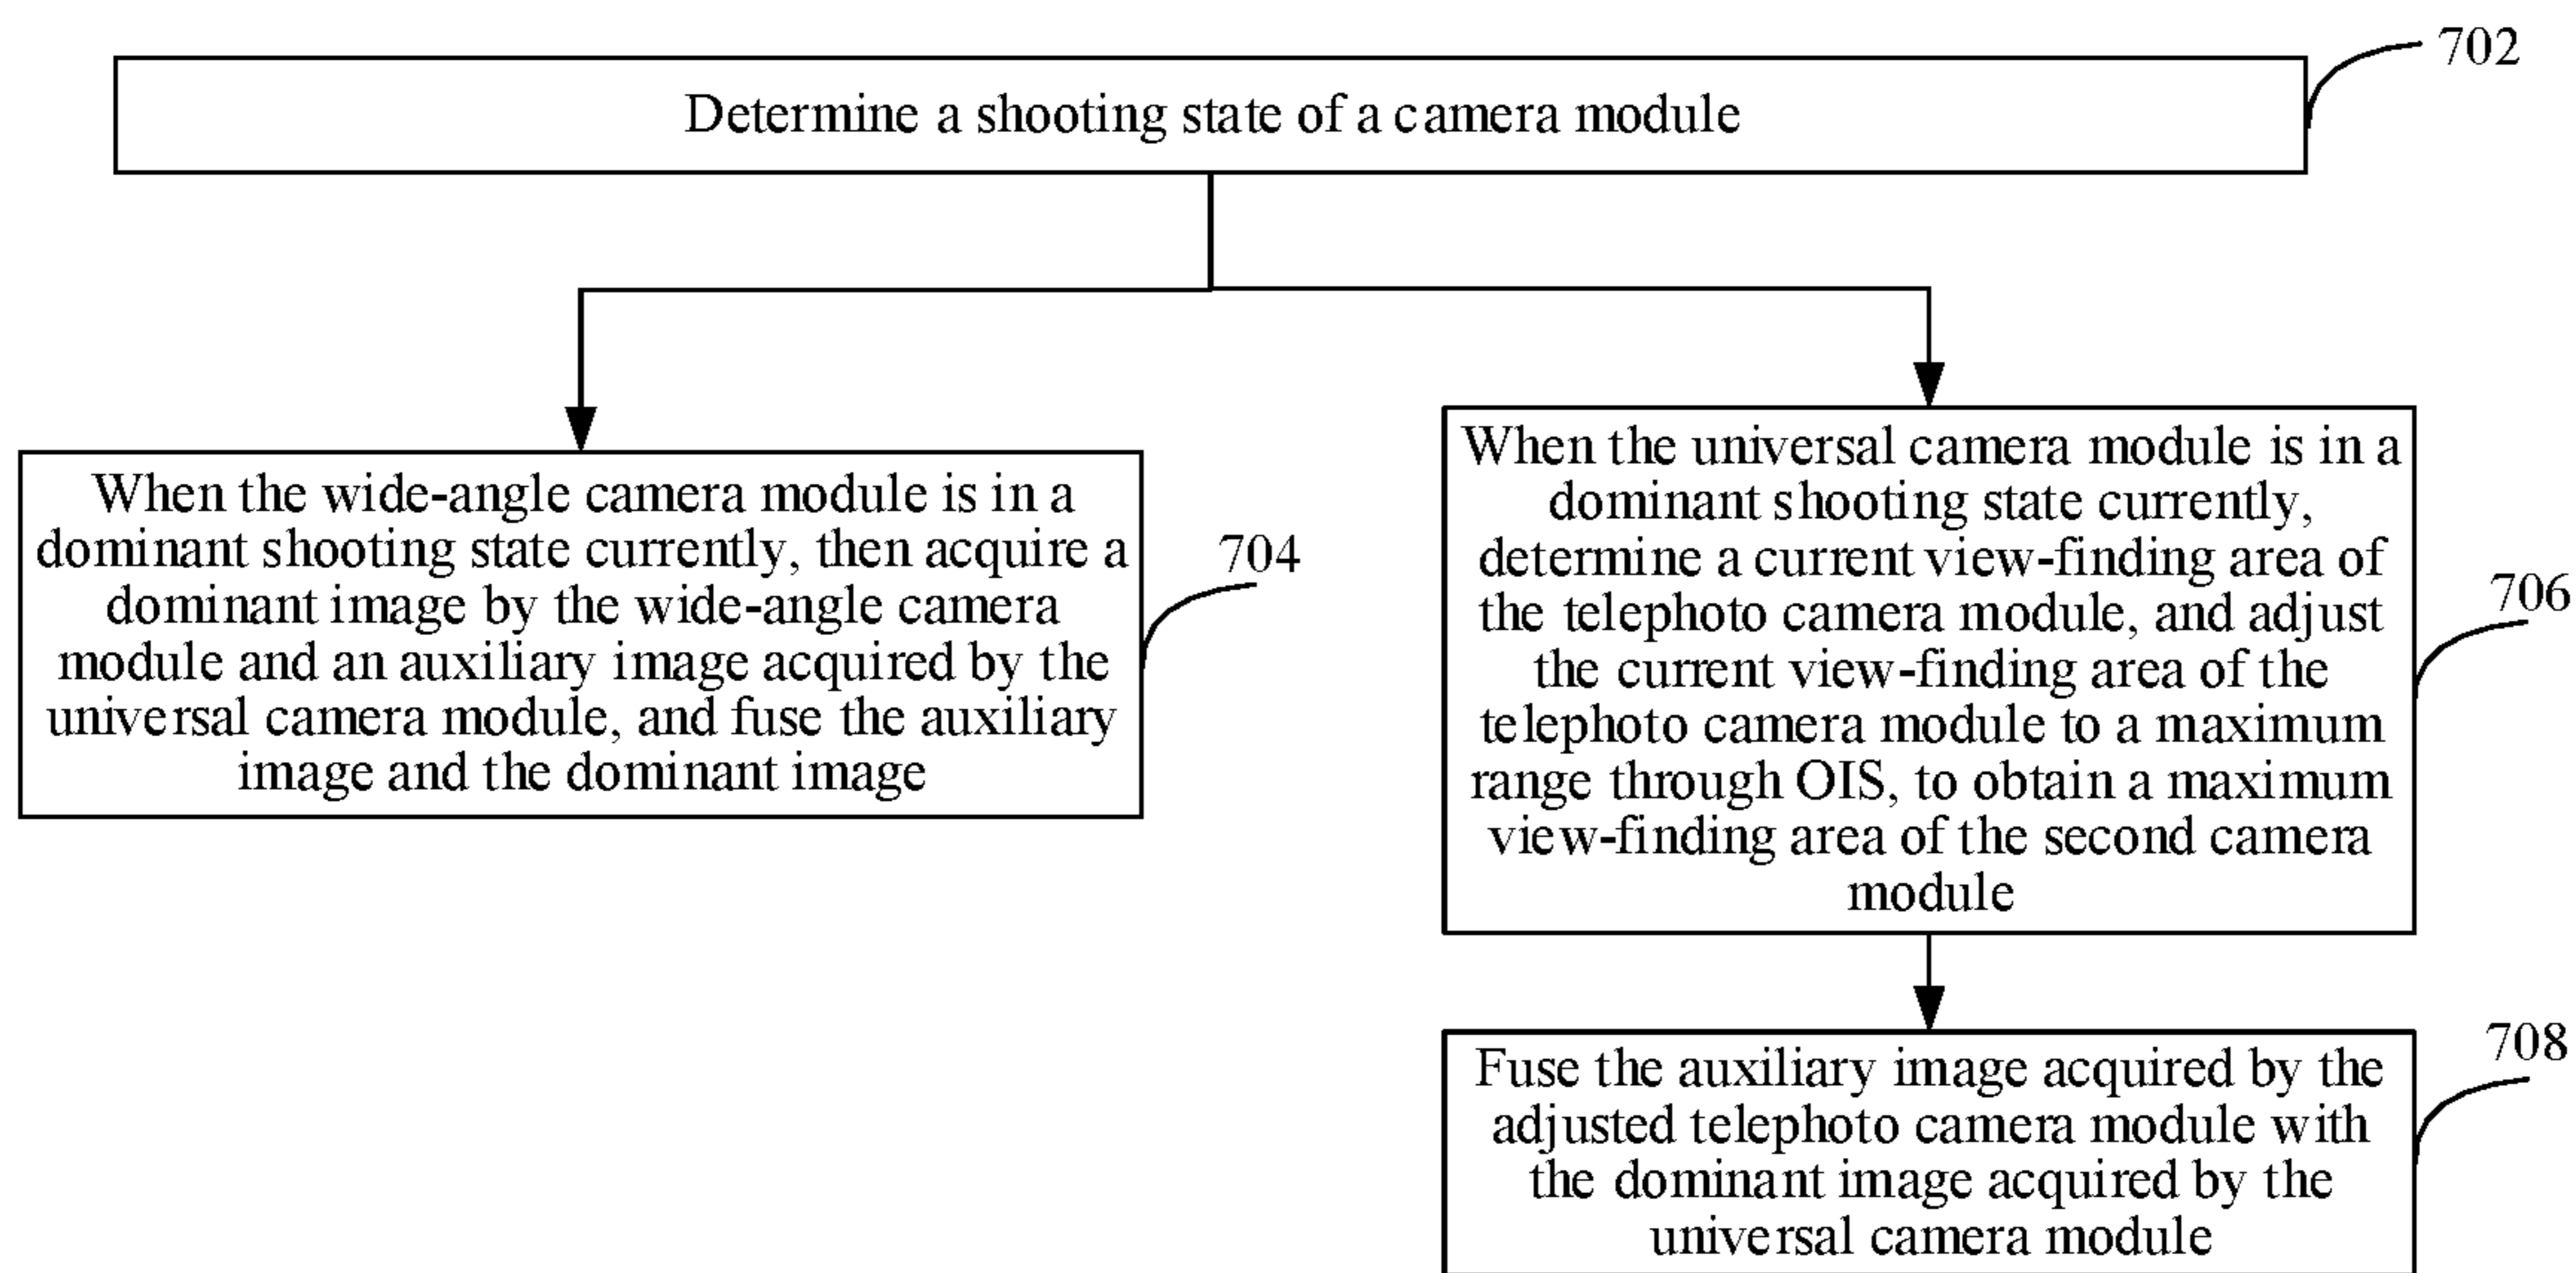 702
Determine a shooting state of a camera module
When the wide-angle camera module is in a
dominant shooting state currently, then acquire a
dominant image by the wide-angle camera
module and an auxiliary image acquired by the
universal camera module, and fuse the auxiliary
image and the dominant image
704
When the universal camera module is in a
dominant shooting state currently,
determine a current view-finding area of
the telephoto camera module, and adjust
the current view-finding area of the
telephoto camera module to a maximum
range through OIS, to obtain a maximum
view-finding area of the second camera
module
706
Fuse the auxiliary image acquired by the
adjusted telephoto camera module with
the dominant image acquired by the
universal camera module
708